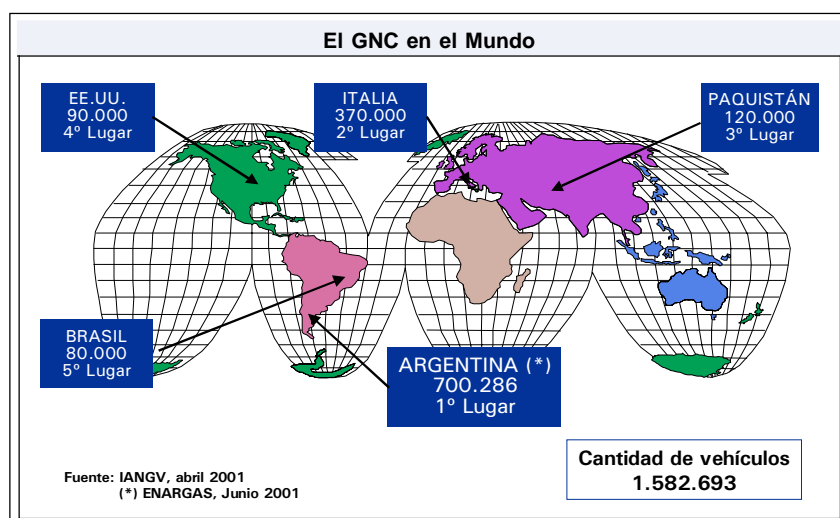 El GNC en el Mundo
EE.UU.
90.000
4º Lugar
ITALIA
370.000
2º Lugar
PAQUISTÁN
120.000
3º Lugar
BRASIL
80.000
5º Lugar
ARGENTINA (*)
700.286
1º Lugar
Cantidad de vehículos
1.582.693
Fuente: IANGV, abril 2001
(*) ENARGAS, Junio 2001